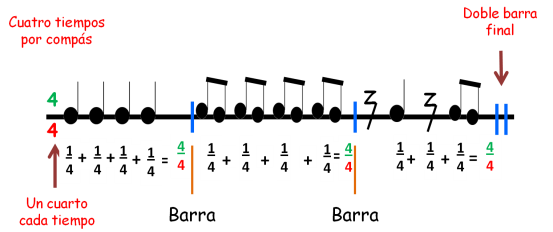 Cuatro tiempos
por compás
Doble barra
final
4
4
1/4 + 1/4 + 1/4 + 1/4 = 4/4
1/4 + 1/4 + 1/4 + 1/4 = 4/4
1/4 + 1/4 + 1/4 = 4/4
Un cuarto
cada tiempo
Barra
Barra